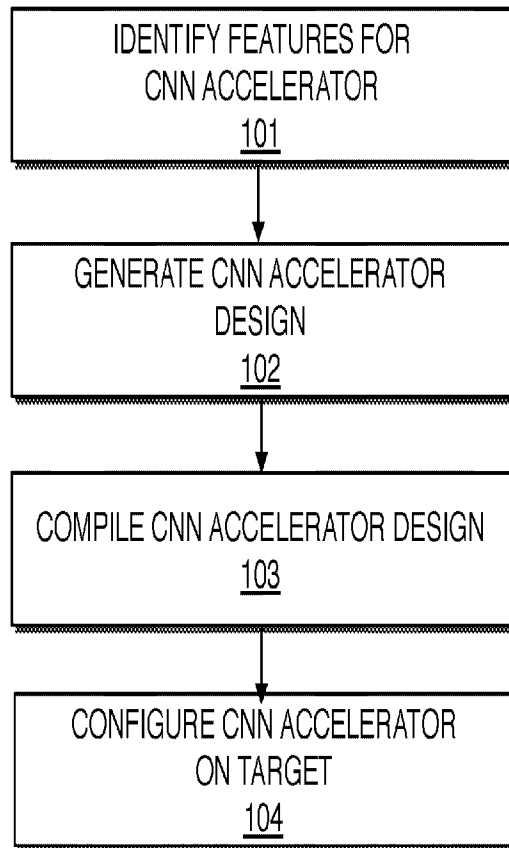 IDENTIFY FEATURES FOR
CNN ACCELERATOR
101
GENERATE CNN ACCELERATOR
DESIGN
102
COMPILE CNN ACCELERATOR DESIGN
103
CONFIGURE CNN ACCELERATOR
ON TARGET
104